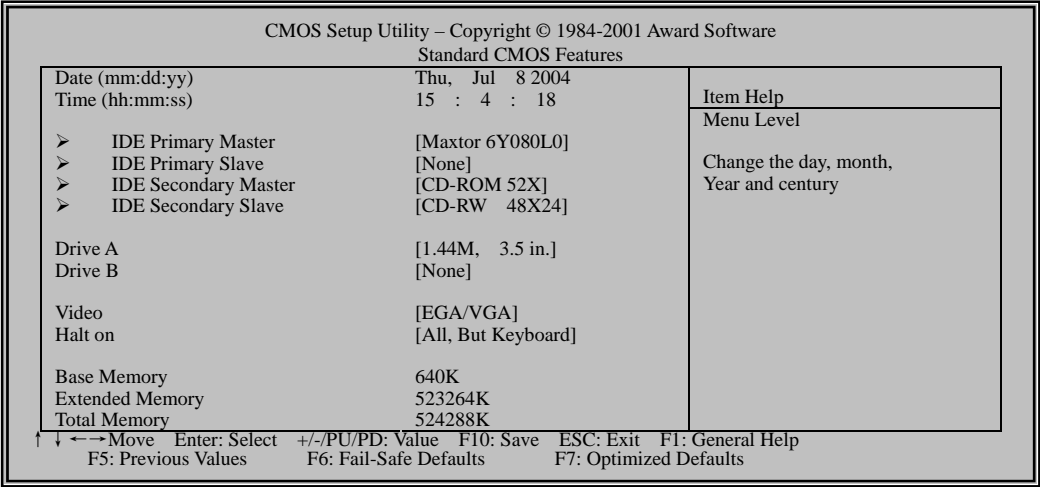 CMOS Setup Utility – Copyright © 1984-2001 Award Software
Standard CMOS Features
Date (mm:dd:yy) Thu, Jul 8 2004
Time (hh:mm:ss) 15 : 4 : 18
Item Help
Menu Level
➢ IDE Primary Master [Maxtor 6Y080L0]
➢ IDE Primary Slave [None]
Change the day, month,
➢ IDE Secondary Master [CD-ROM 52X]
Year and century
➢ IDE Secondary Slave [CD-RW 48X24]
Drive A [1.44M, 3.5 in.]
Drive B [None]
Video [EGA/VGA]
Halt on [All, But Keyboard]
Base Memory 640K
Extended Memory 523264K
Total Memory 524288K
↑ ↓ ←→Move Enter: Select +/-/PU/PD: Value F10: Save ESC: Exit F1: General Help
F5: Previous Values F6: Fail-Safe Defaults F7: Optimized Defaults